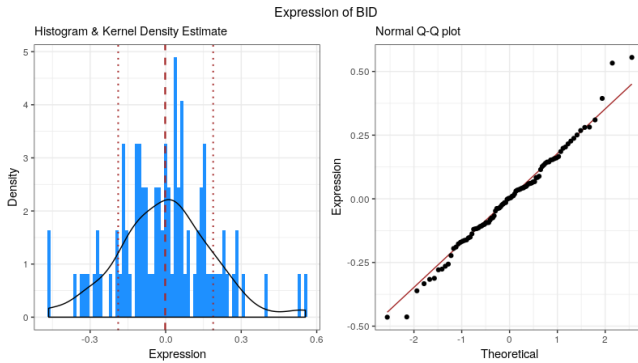 Expression of BID
Histogram & Kernel Density Estimate
Normal Q-Q plot
5
4
3
2
1
0
Density
-0.3
0.0
0.3
0.6
Expression
0.50
0.25
0.00
-0.25
-0.50
Expression
-2
-1
0
1
2
Theoretical